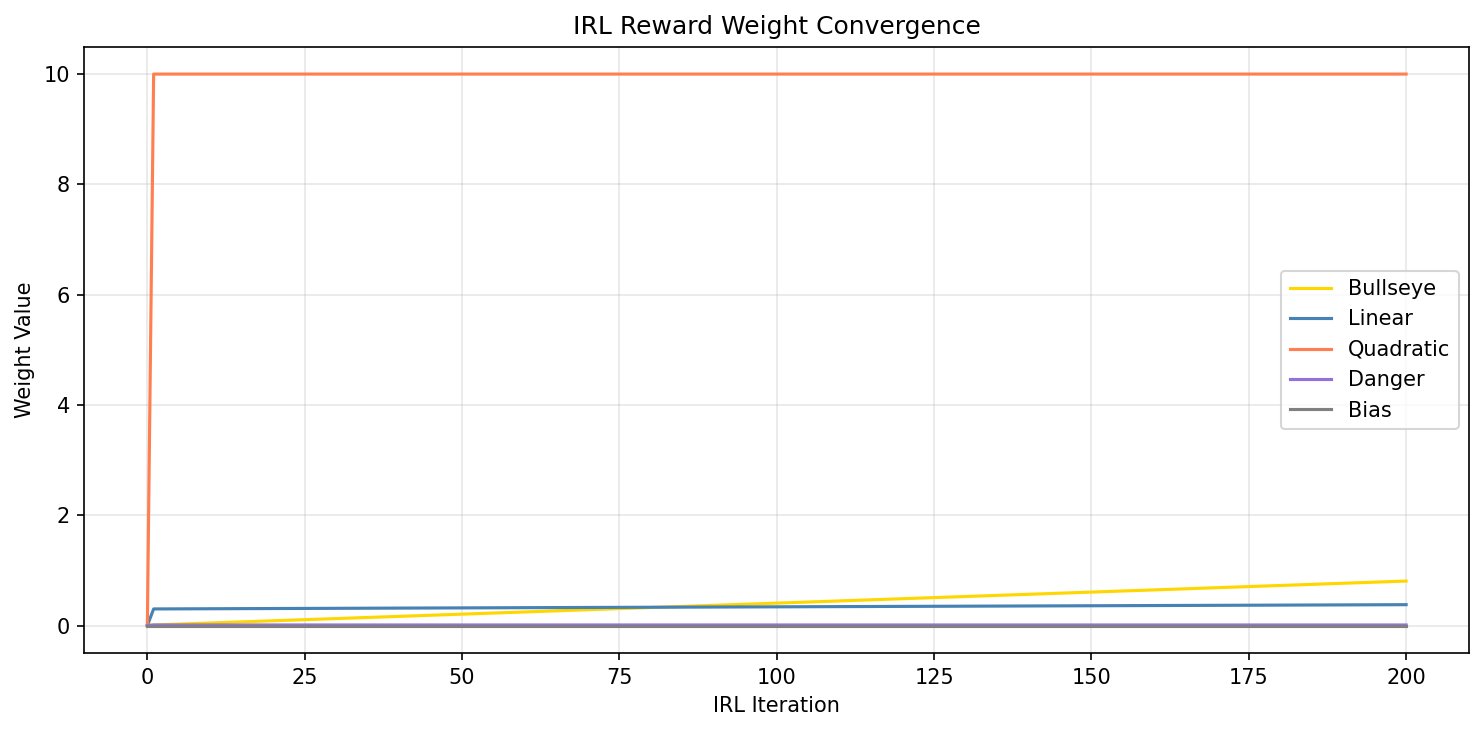 IRL Reward Weight Convergence
Weight Value
10
8
6
4
2
0
Bullseye
Linear
Quadratic
Danger
Bias
0 25 50 75 100 125 150 175 200
IRL Iteration